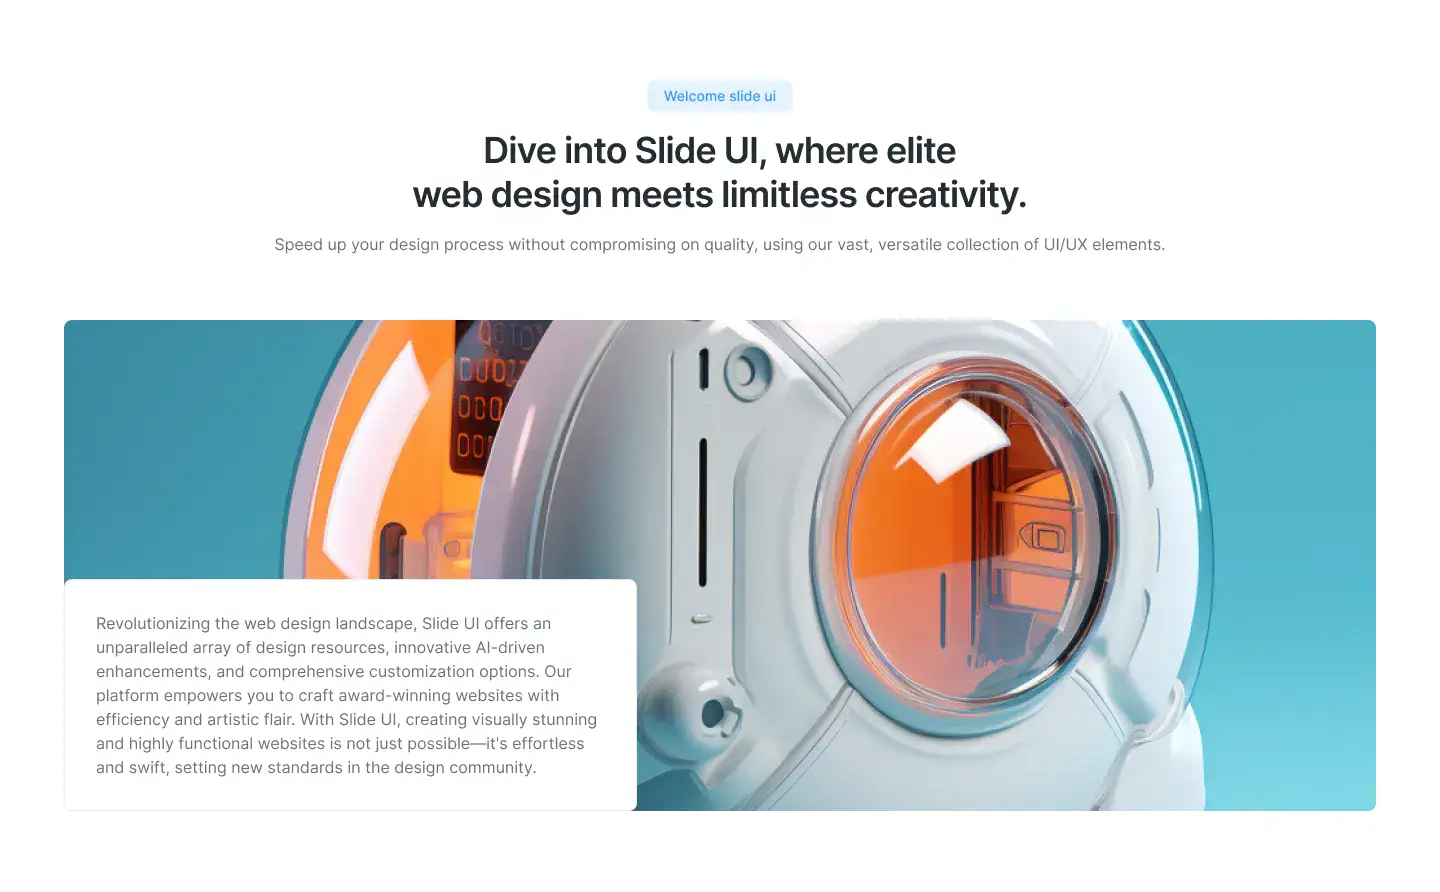 Welcome slide ui
Dive into Slide UI, where elite
web design meets limitless creativity.
Speed up your design process without compromising on quality, using our vast, versatile collection of UI/UX elements.
Revolutionizing the web design landscape, Slide UI offers an
unparalleled array of design resources, innovative AI-driven
enhancements, and comprehensive customization options. Our
platform empowers you to craft award-winning websites with
efficiency and artistic flair. With Slide UI, creating visually stunning
and highly functional websites is not just possible—it's effortless
and swift, setting new standards in the design community.